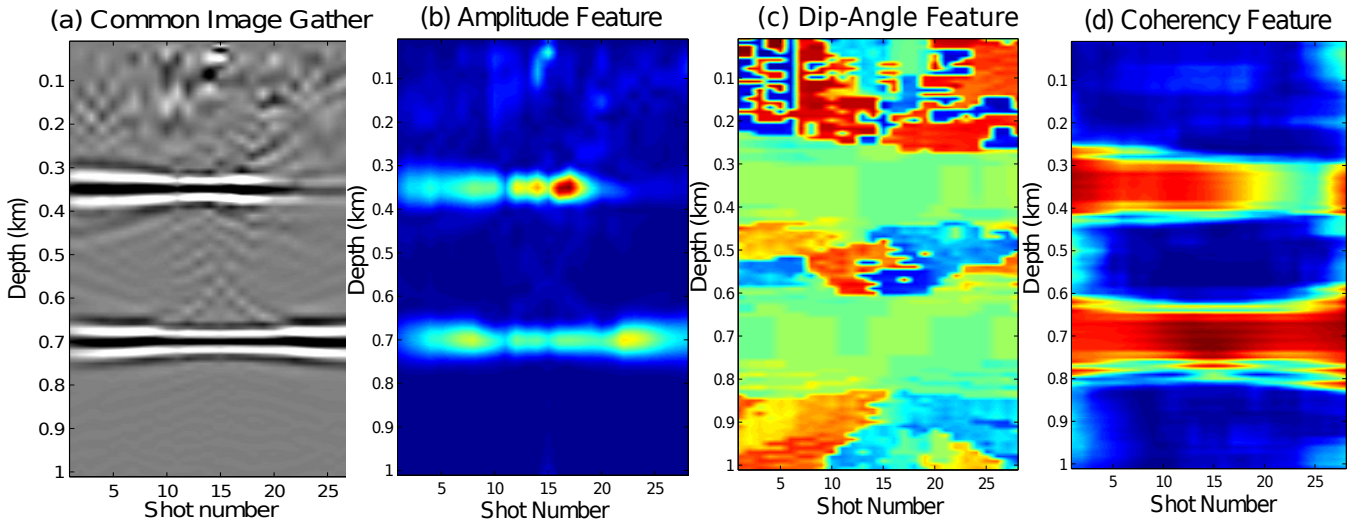 (a) Common Image Gather
(b) Amplitude Feature
(c) Dip-Angle Feature
(d) Coherency Feature
Depth (km)
0.1
0.2
0.3
0.4
0.5
0.6
0.7
0.8
0.9
1
5 10 15 20 25
Shot number
Depth (km)
0.1
0.2
0.3
0.4
0.5
0.6
0.7
0.8
0.9
1
5 10 15 20 25
Shot Number
Depth (km)
0.1
0.2
0.3
0.4
0.5
0.6
0.7
0.8
0.9
1
5 10 15 20 25
Shot Number
Depth (km)
0.1
0.2
0.3
0.4
0.5
0.6
0.7
0.8
0.9
1
5 10 15 20 25
Shot Number